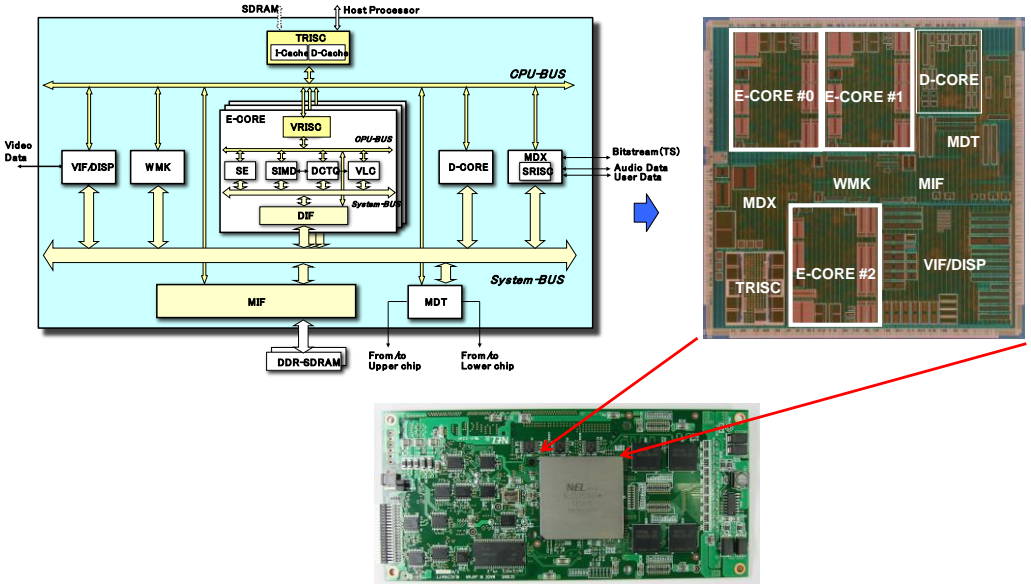 SDRAM
Host Processor
TRISC
I-Cache
D-Cache
CPU-BUS
E-CORE
VRISC
CPU-BUS
SE
SIMD
DCTQ
VLC
System-BUS
DIF
Video
Data
VIF/DISP
WMK
D-CORE
MDX
SRISC
Bitstream(TS)
Audio Data
User Data
System-BUS
MIF
MDT
DDR-SDRAM
From/to
Upper chip
From/to
Lower chip
E-CORE #0
E-CORE #1
D-CORE
MDT
WMK
MIF
MDX
VIF/DISP
E-CORE #2
TRISC
NEL
NEL